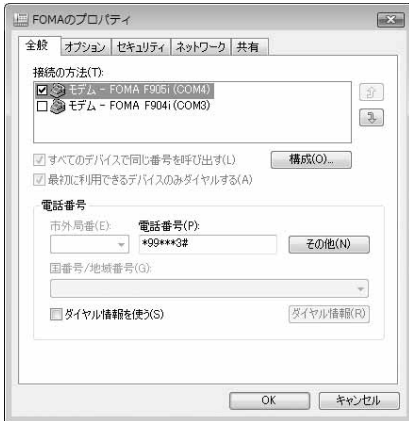 FOMAのプロパティ
全般 オプション セキュリティ ネットワーク 共有
接続の方法(T):
モデム - FOMA F905i (COM4)
モデム - FOMA F904i (COM3)
すべてのデバイスで同じ番号を呼び出す(L)
構成(O)...
最初に利用できるデバイスのみダイヤルする(A)
電話番号
市外局番(E): 電話番号(P):
*99***3# その他(N)
国番号/地域番号(G):
ダイヤル情報を使う(S) ダイヤル情報(R)
OK キャンセル